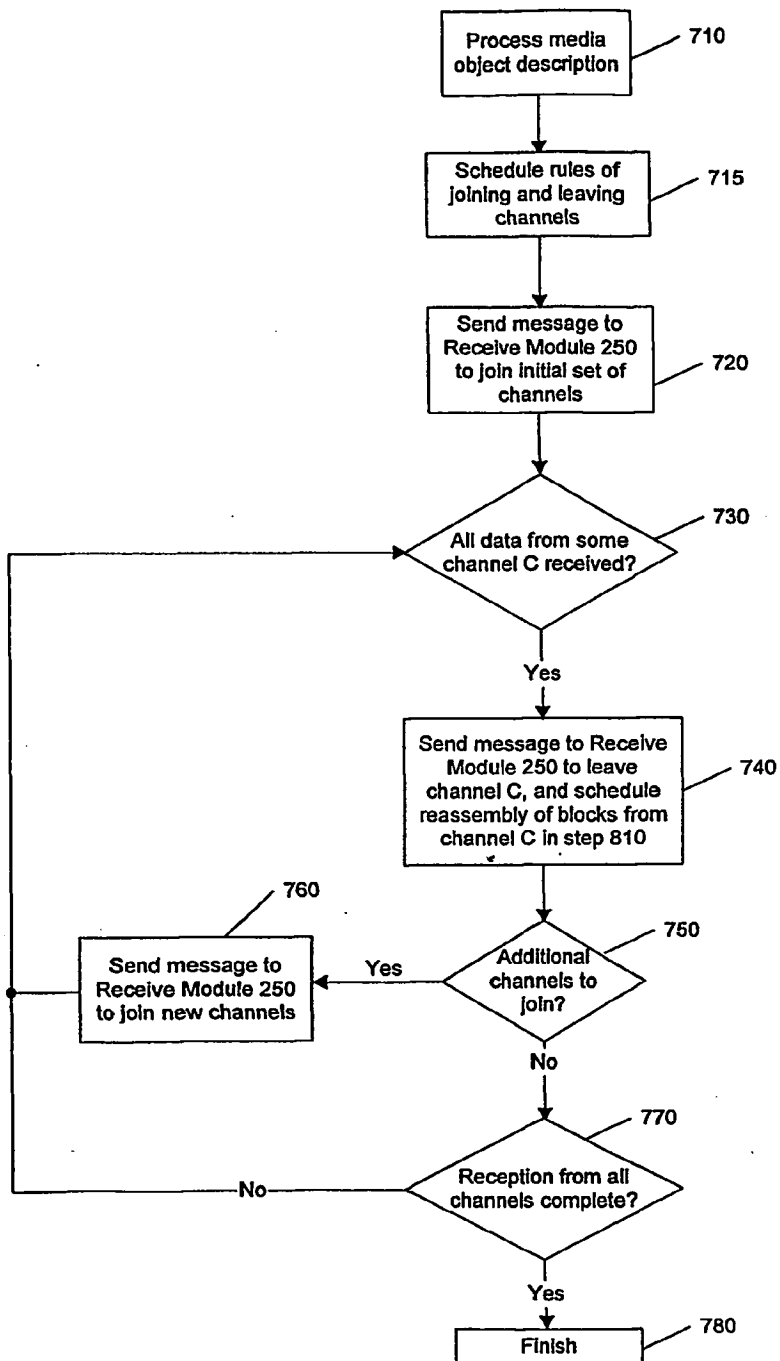 Process media
object description
710
Schedule rules of
joining and leaving
channels
715
Send message to
Receive Module 250
to join initial set of
channels
720
All data from some
channel C received?
730
Yes
Send message to Receive
Module 250 to leave
channel C, and schedule
reassembly of blocks from
channel C in step 810
740
760
Send message to
Receive Module 250
to join new channels
Yes
Additional
channels to
join?
750
No
770
Reception from all
channels complete?
No
Yes
Finish
780